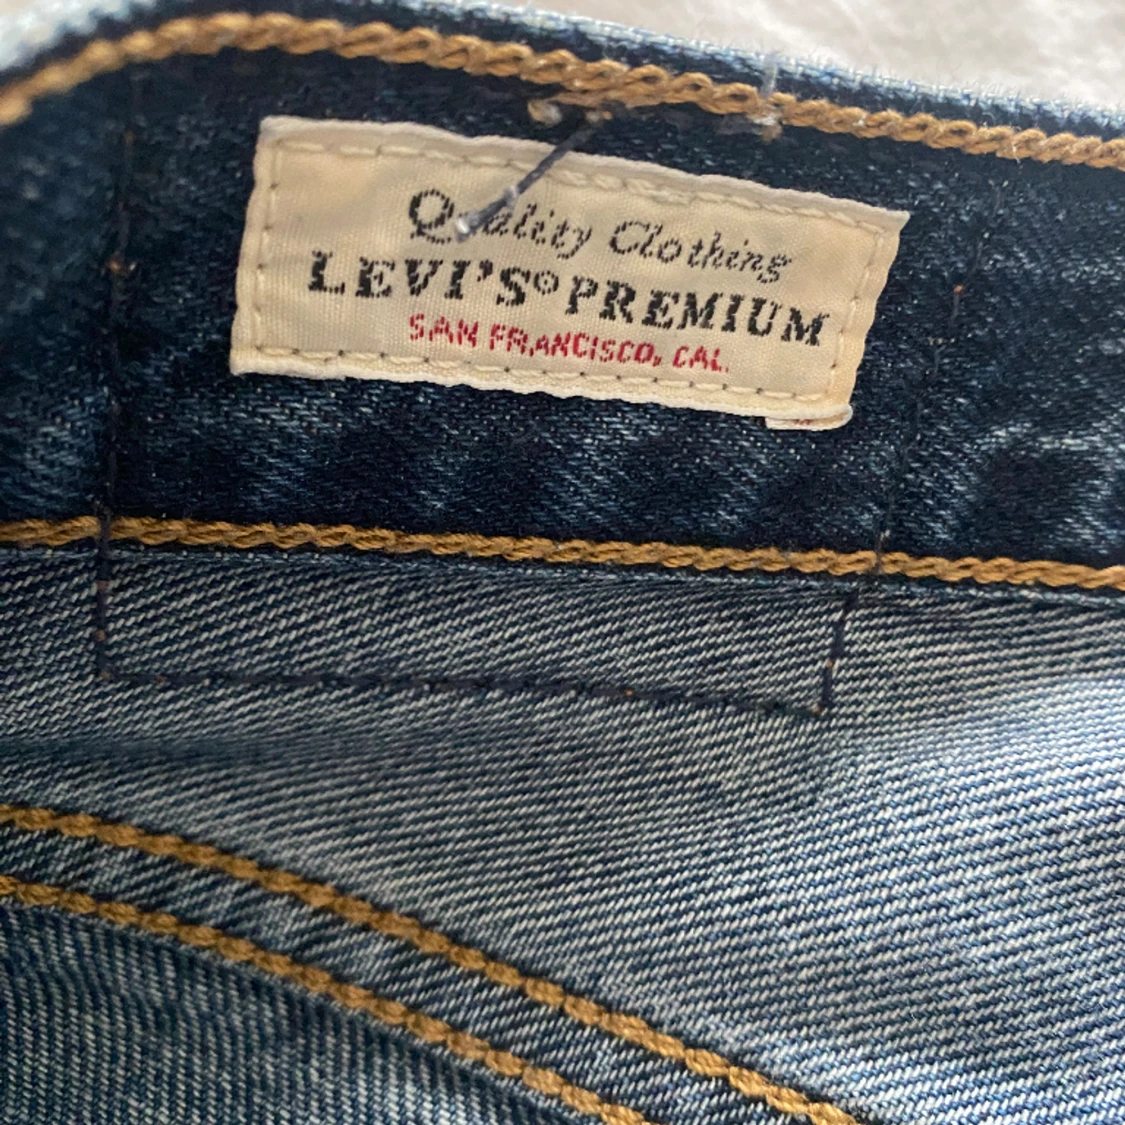 Quality Clothing
LEVI'S® PREMIUM
SAN FRANCISCO, CAL.